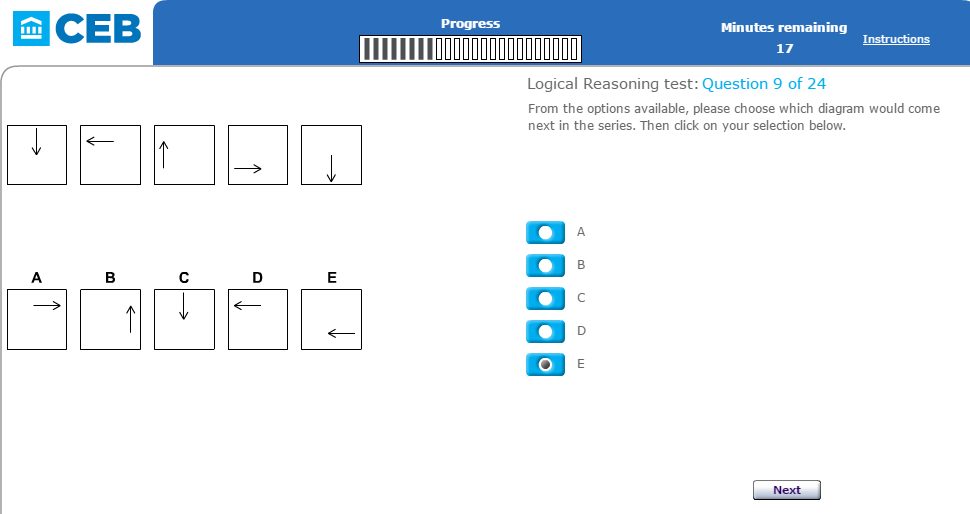 CEB
Progress
Minutes remaining
17
Instructions
Logical Reasoning test: Question 9 of 24
From the options available, please choose which diagram would come
next in the series. Then click on your selection below.
A B C D E
A
B
C
D
E
Next